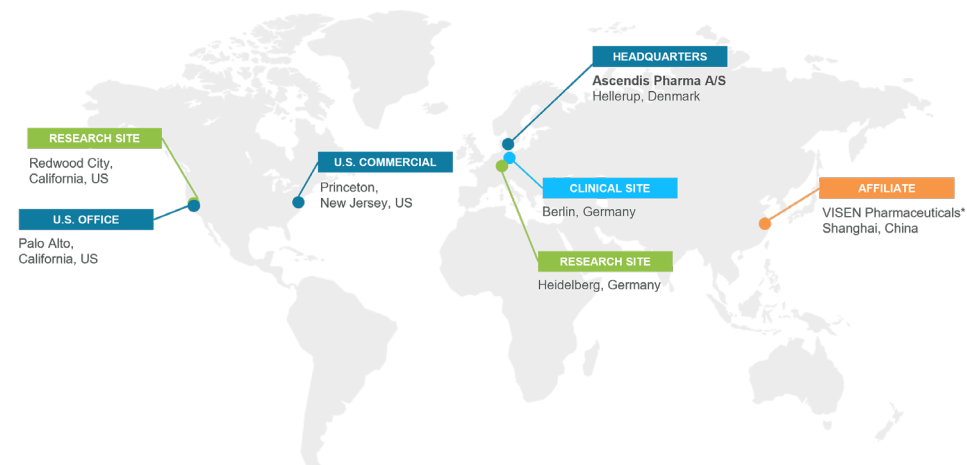 HEADQUARTERS
Ascendis Pharma A/S
Hellerup, Denmark
RESEARCH SITE
Redwood City,
California, US
U.S. COMMERCIAL
Princeton,
New Jersey, US
CLINICAL SITE
Berlin, Germany
AFFILIATE
VISEN Pharmaceuticals*
Shanghai, China
U.S. OFFICE
Palo Alto,
California, US
RESEARCH SITE
Heidelberg, Germany